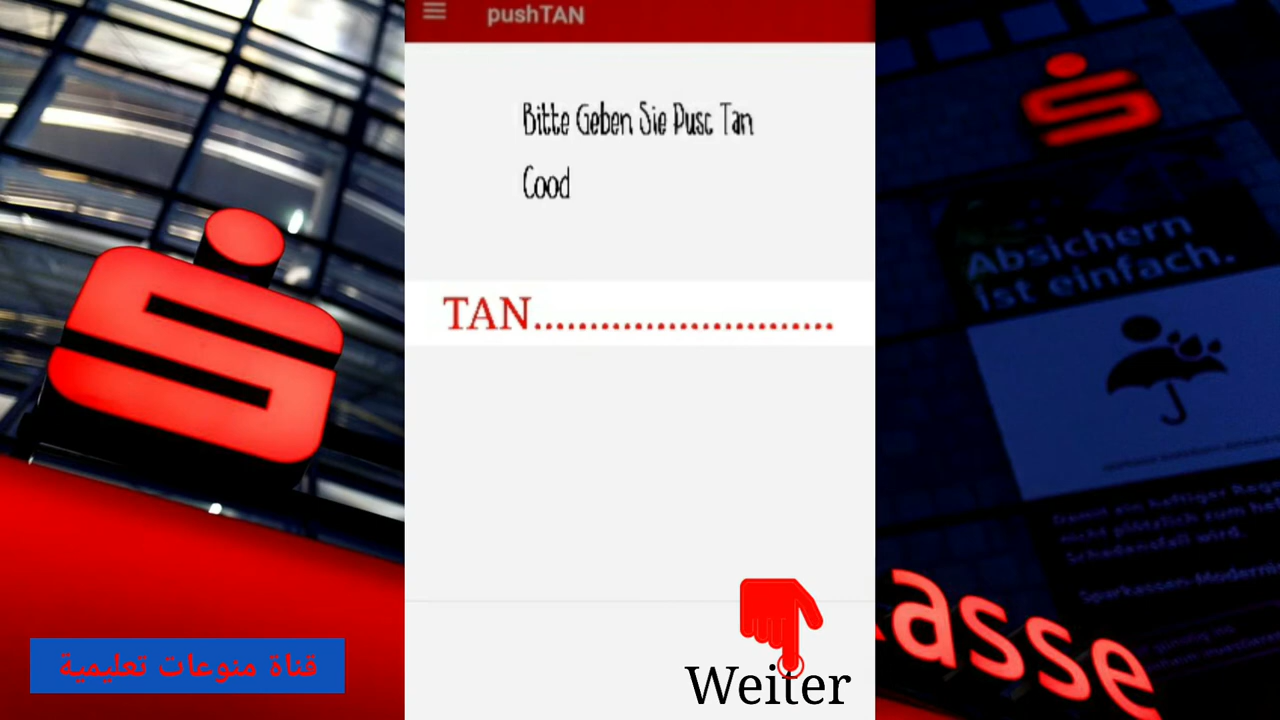 pushTAN
Bitte Geben Sie Pusc Tan
Cood
TAN...........................
Weiter
قناة منوعات تعليمية
Absichern
ist einfach.
asse